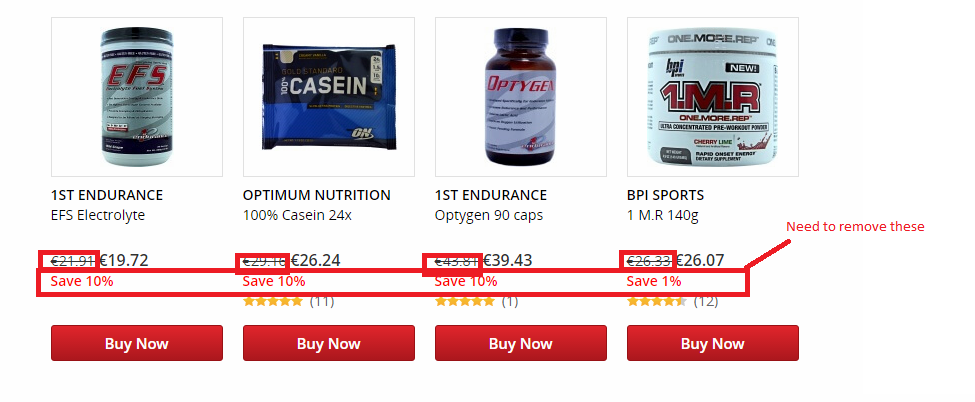 EFS
Electrolyte Fuel System
GOLD STANDARD
100% CASEIN
ON
OPTYGEN
ONE.MORE.REP
bpi
NEW!
1.M.R
ONE.MORE.REP
ULTRA CONCENTRATED PRE-WORKOUT POWDER
CHERRY LIME
RAPID ONSET ENERGY
DIETARY SUPPLEMENT
1ST ENDURANCE
EFS Electrolyte
OPTIMUM NUTRITION
100% Casein 24x
1ST ENDURANCE
Optygen 90 caps
BPI SPORTS
1 M.R 140g
Need to remove these
€21.91 €19.72
€29.16 €26.24
€43.81 €39.43
€26.33 €26.07
Save 10%
Save 10%
Save 10%
Save 1%
(11)
(1)
(12)
Buy Now
Buy Now
Buy Now
Buy Now